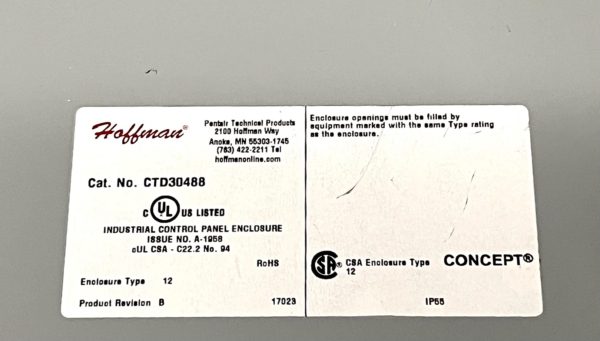 Hoffman®
Pentair Technical Products
2100 Hoffman Way
Anoka, MN 55303-1745
(763) 422-2211 Tel
hoffmanonline.com
Cat. No. CTD30488
C UL US LISTED
INDUSTRIAL CONTROL PANEL ENCLOSURE
ISSUE NO. A-1958
cUL CSA - C22.2 No. 94
RoHS
Enclosure Type 12
Product Revision B 17023
Enclosure openings must be filled by
equipment marked with the same Type rating
as the enclosure.
SA® CSA Enclosure Type CONCEPT®
12
IP55